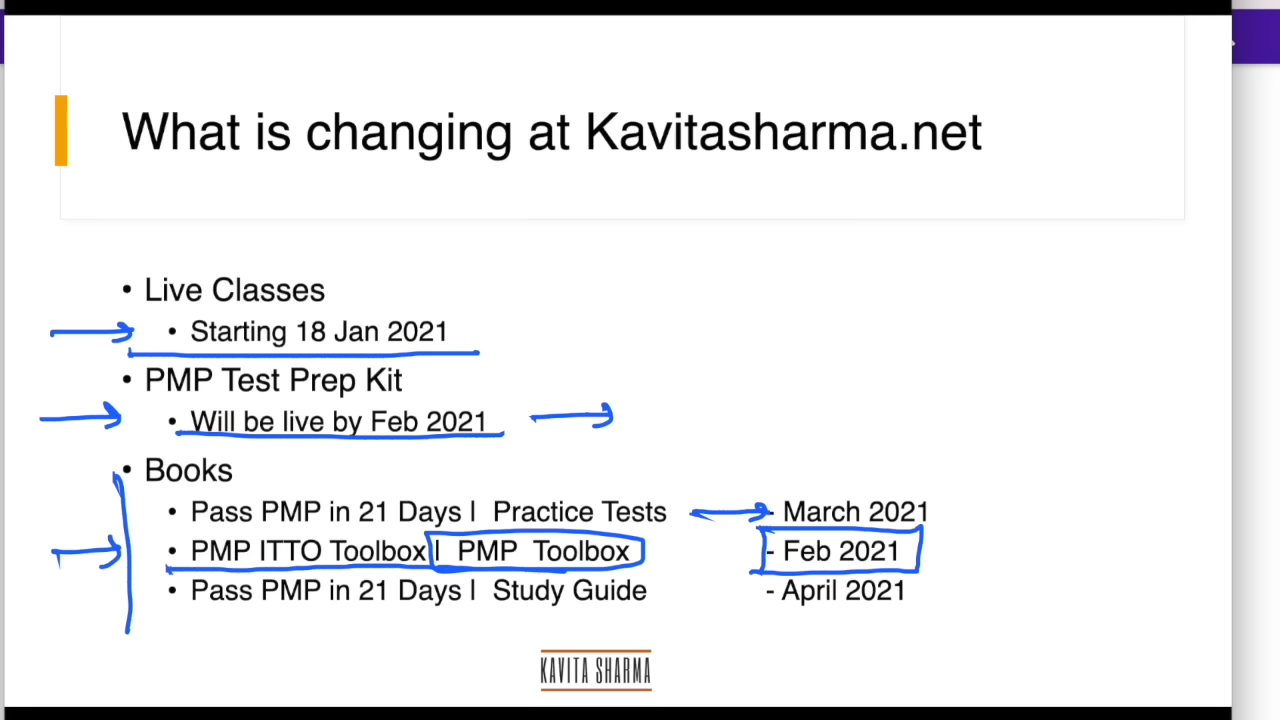 What is changing at Kavitasharma.net
• Live Classes
• Starting 18 Jan 2021
• PMP Test Prep Kit
• Will be live by Feb 2021
• Books
• Pass PMP in 21 Days | Practice Tests - March 2021
• PMP ITTO Toolbox | PMP Toolbox - Feb 2021
• Pass PMP in 21 Days | Study Guide - April 2021
KAVITA SHARMA